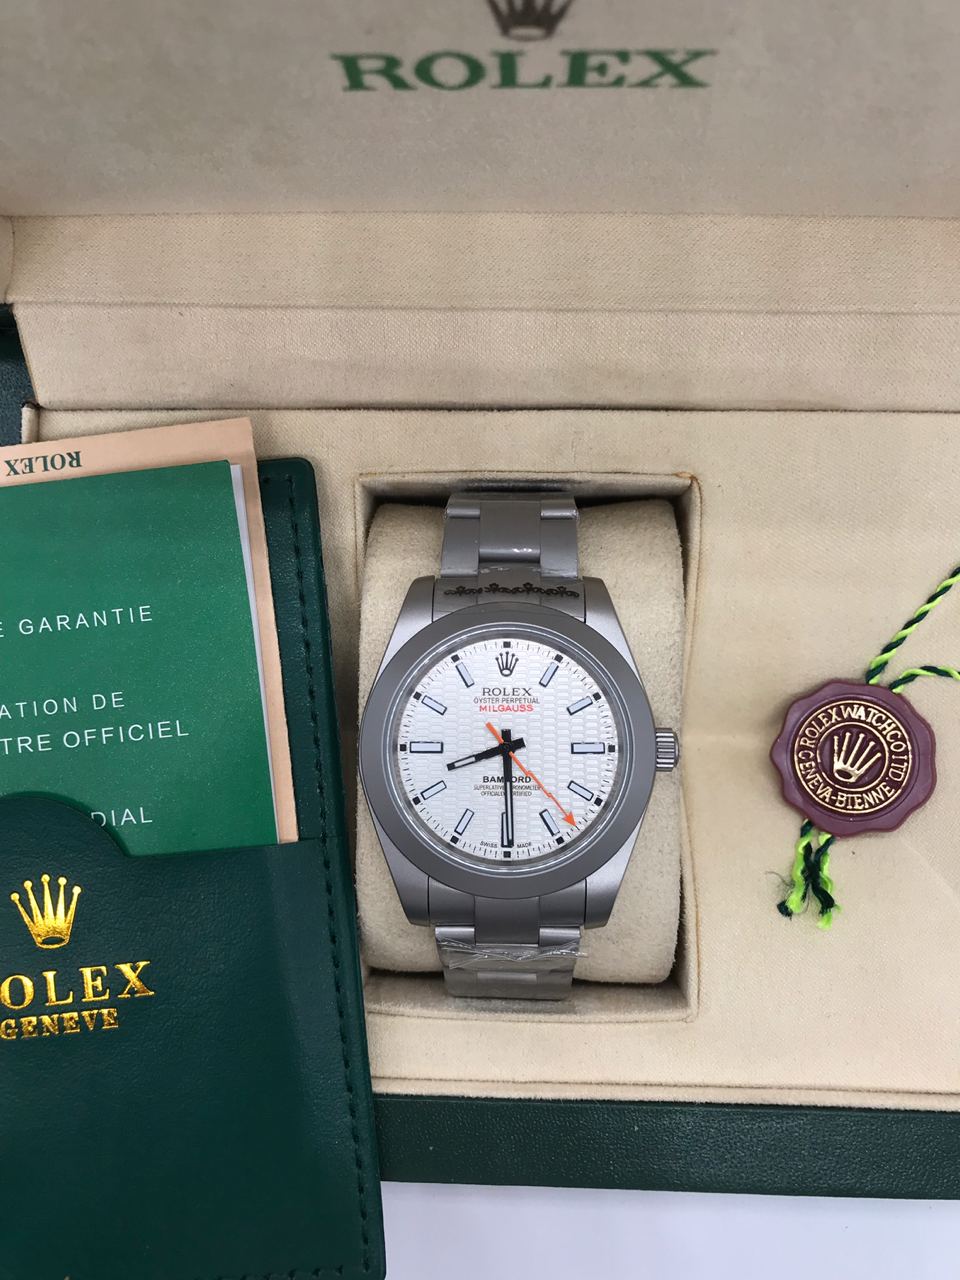 ROLEX
ROLEX
E GARANTIE
ATION DE
TRE OFFICIEL
DIAL
OLEX
GENEVE
ROLEX
OYSTER PERPETUAL
MILGAUSS
BAMFORD
SUPERLATIVE CHRONOMETER
OFFICIALLY CERTIFIED
SWISS MADE
ROLEX WATCH CO LTD
GENEVA-BIENNE